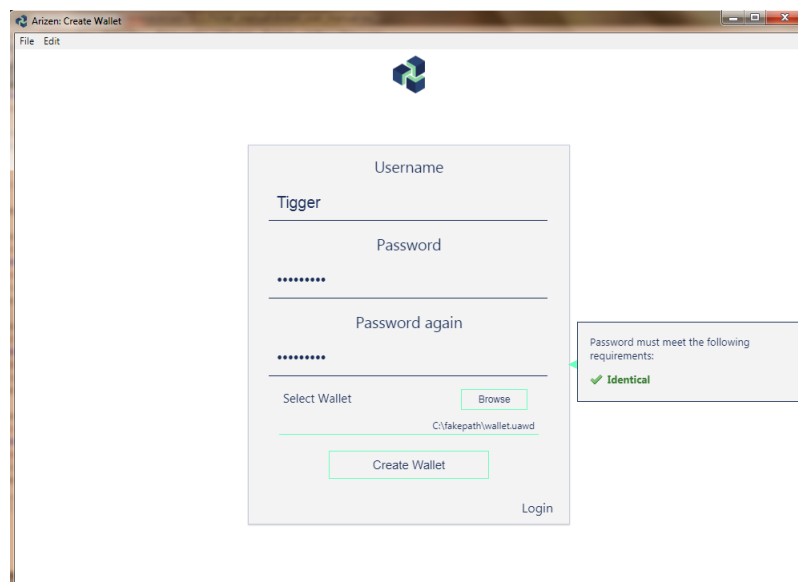 Arizen: Create Wallet
File Edit
Username
Tigger
Password
•••••••••
Password again
•••••••••
Password must meet the following
requirements:
Identical
Select Wallet
Browse
C:\fakepath\wallet.uawd
Create Wallet
Login